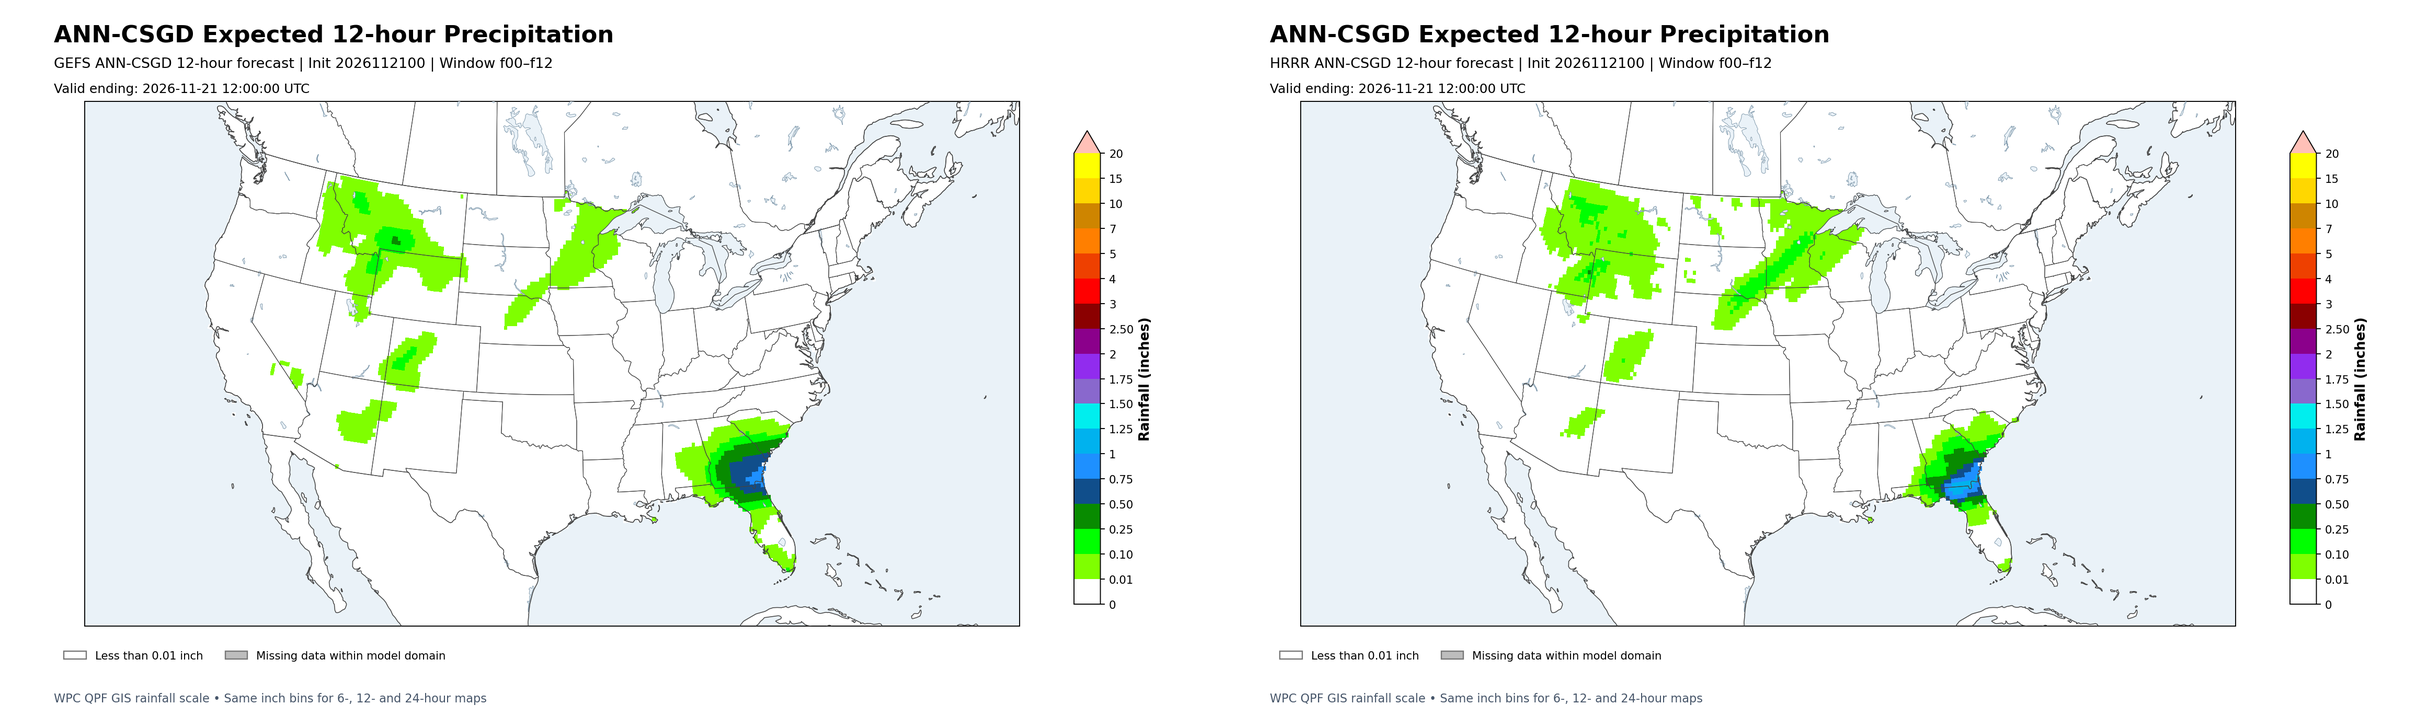 ANN-CSGD Expected 12-hour Precipitation
GEFS ANN-CSGD 12-hour forecast | Init 2026112100 | Window f00–f12
Valid ending: 2026-11-21 12:00:00 UTC
20
15
10
7
5
4
3
2.50
2
1.75
1.50
1.25
1
0.75
0.50
0.25
0.10
0.01
0
Rainfall (inches)
Less than 0.01 inch
Missing data within model domain
WPC QPF GIS rainfall scale • Same inch bins for 6-, 12- and 24-hour maps
ANN-CSGD Expected 12-hour Precipitation
HRRR ANN-CSGD 12-hour forecast | Init 2026112100 | Window f00–f12
Valid ending: 2026-11-21 12:00:00 UTC
20
15
10
7
5
4
3
2.50
2
1.75
1.50
1.25
1
0.75
0.50
0.25
0.10
0.01
0
Rainfall (inches)
Less than 0.01 inch
Missing data within model domain
WPC QPF GIS rainfall scale • Same inch bins for 6-, 12- and 24-hour maps